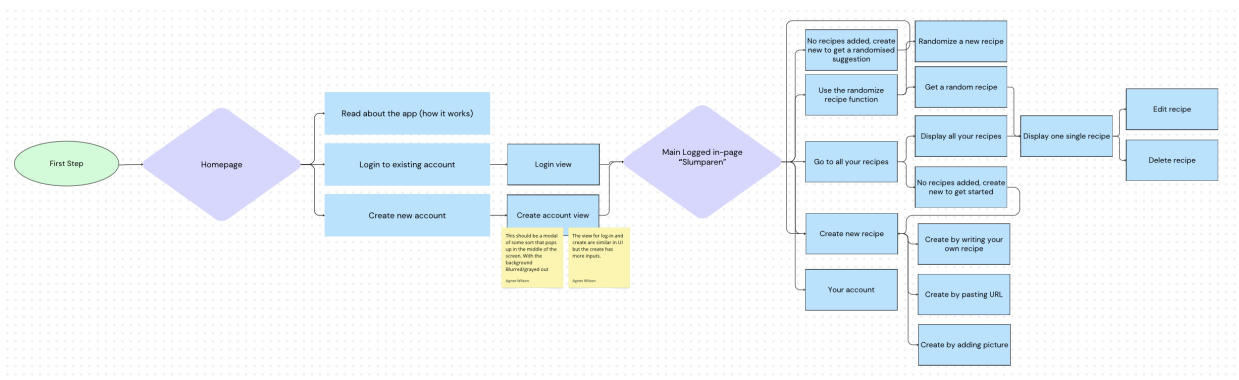 First Step
Homepage
Read about the app (how it works)
Login to existing account
Create new account
Login view
Create account view
This should be a modal
of some sort that pops
up in the middle of the
screen. With the
background
Blurred/grayed out
Agnes Wilson
The view for log-in and
create are similar in UI
but the create has
more inputs.
Agnes Wilson
Main Logged in-page
“Slumparen”
No recipes added, create
new to get a randomised
suggestion
Use the randomize
recipe function
Go to all your recipes
Create new recipe
Your account
Randomize a new recipe
Get a random recipe
Display all your recipes
No recipes added, create
new to get started
Create by writing your
own recipe
Create by pasting URL
Create by adding picture
Display one single recipe
Edit recipe
Delete recipe